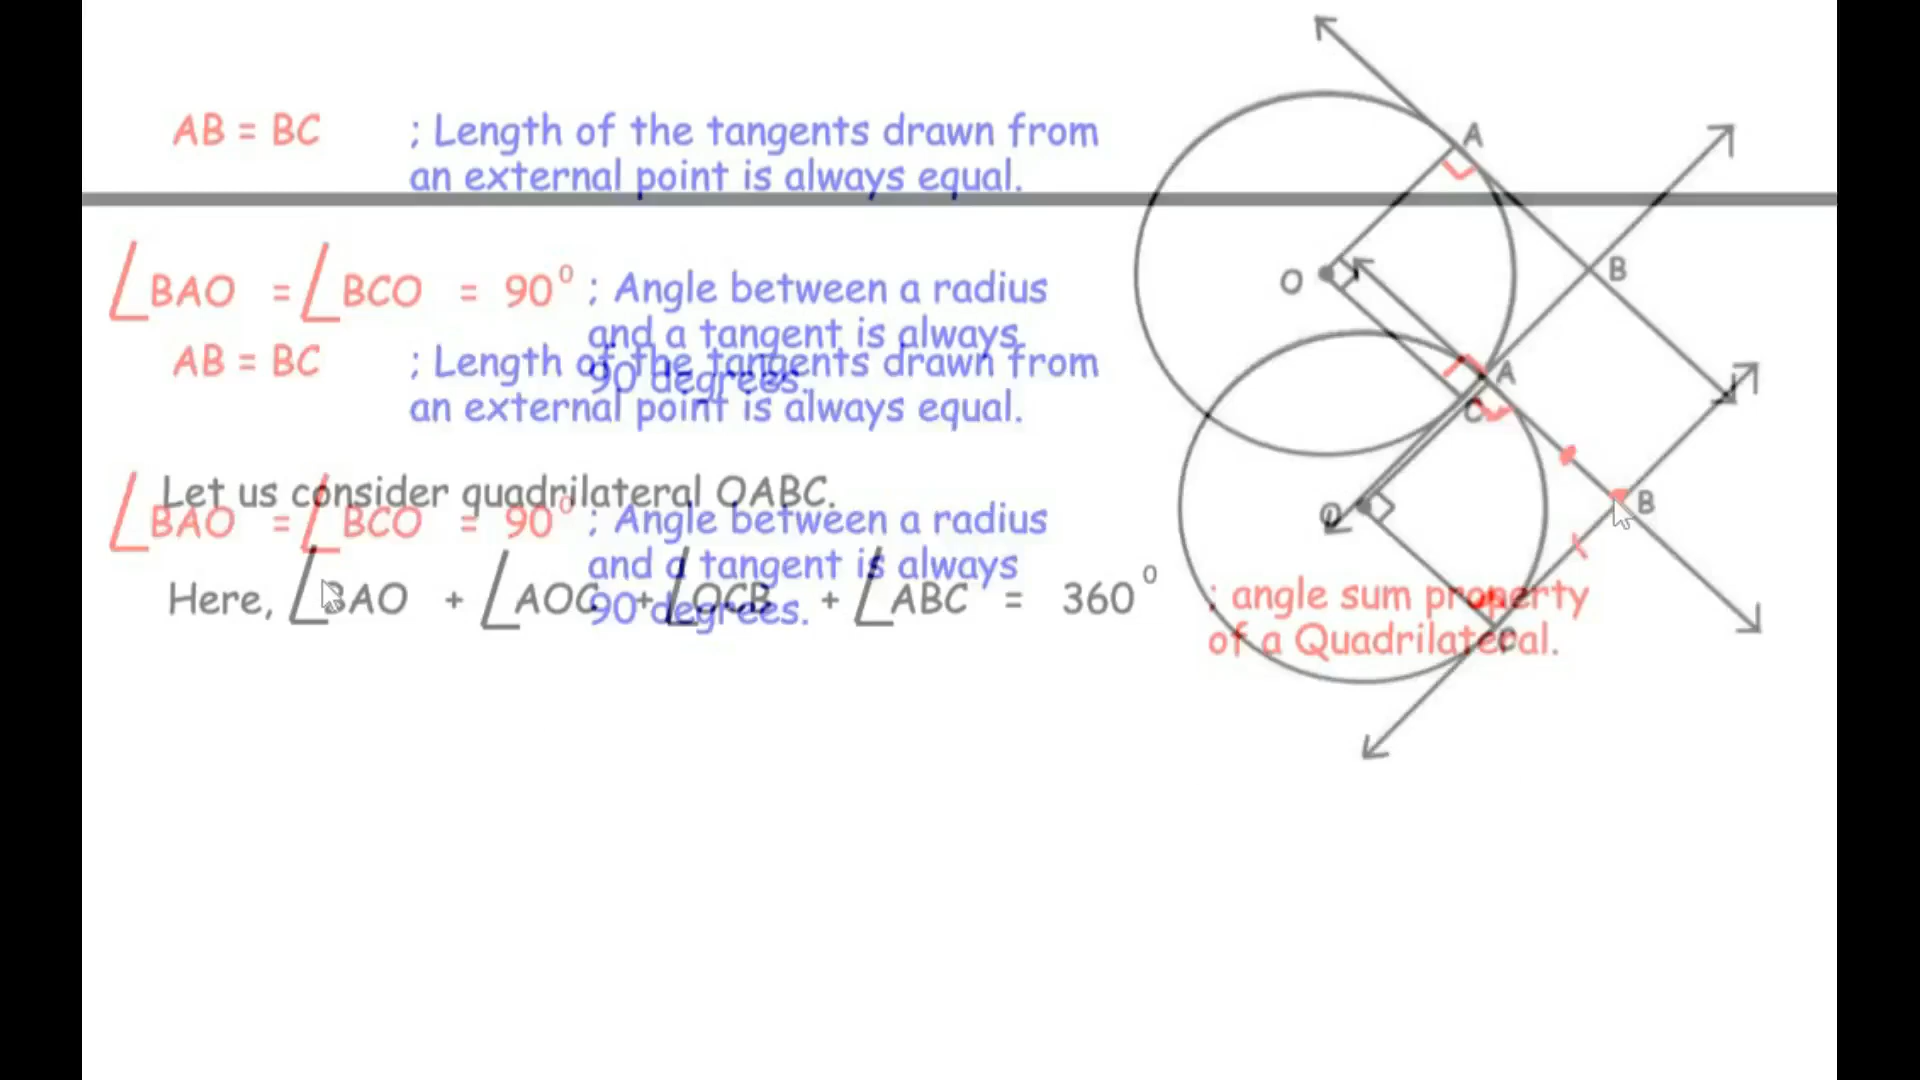 AB = BC ; Length of the tangents drawn from
an external point is always equal.
∠BAO = ∠BCO = 90° ; Angle between a radius
and a tangent is always
90 degrees.
AB = BC ; Length of the tangents drawn from
an external point is always equal.
Let us consider quadrilateral OABC.
∠BAO = ∠BCO = 90° ; Angle between a radius
and a tangent is always
90 degrees.
Here, ∠BAO + ∠AOC + ∠OCB + ∠ABC = 360° ; angle sum property
of a Quadrilateral.
A
B
O
C
A
B
O
C